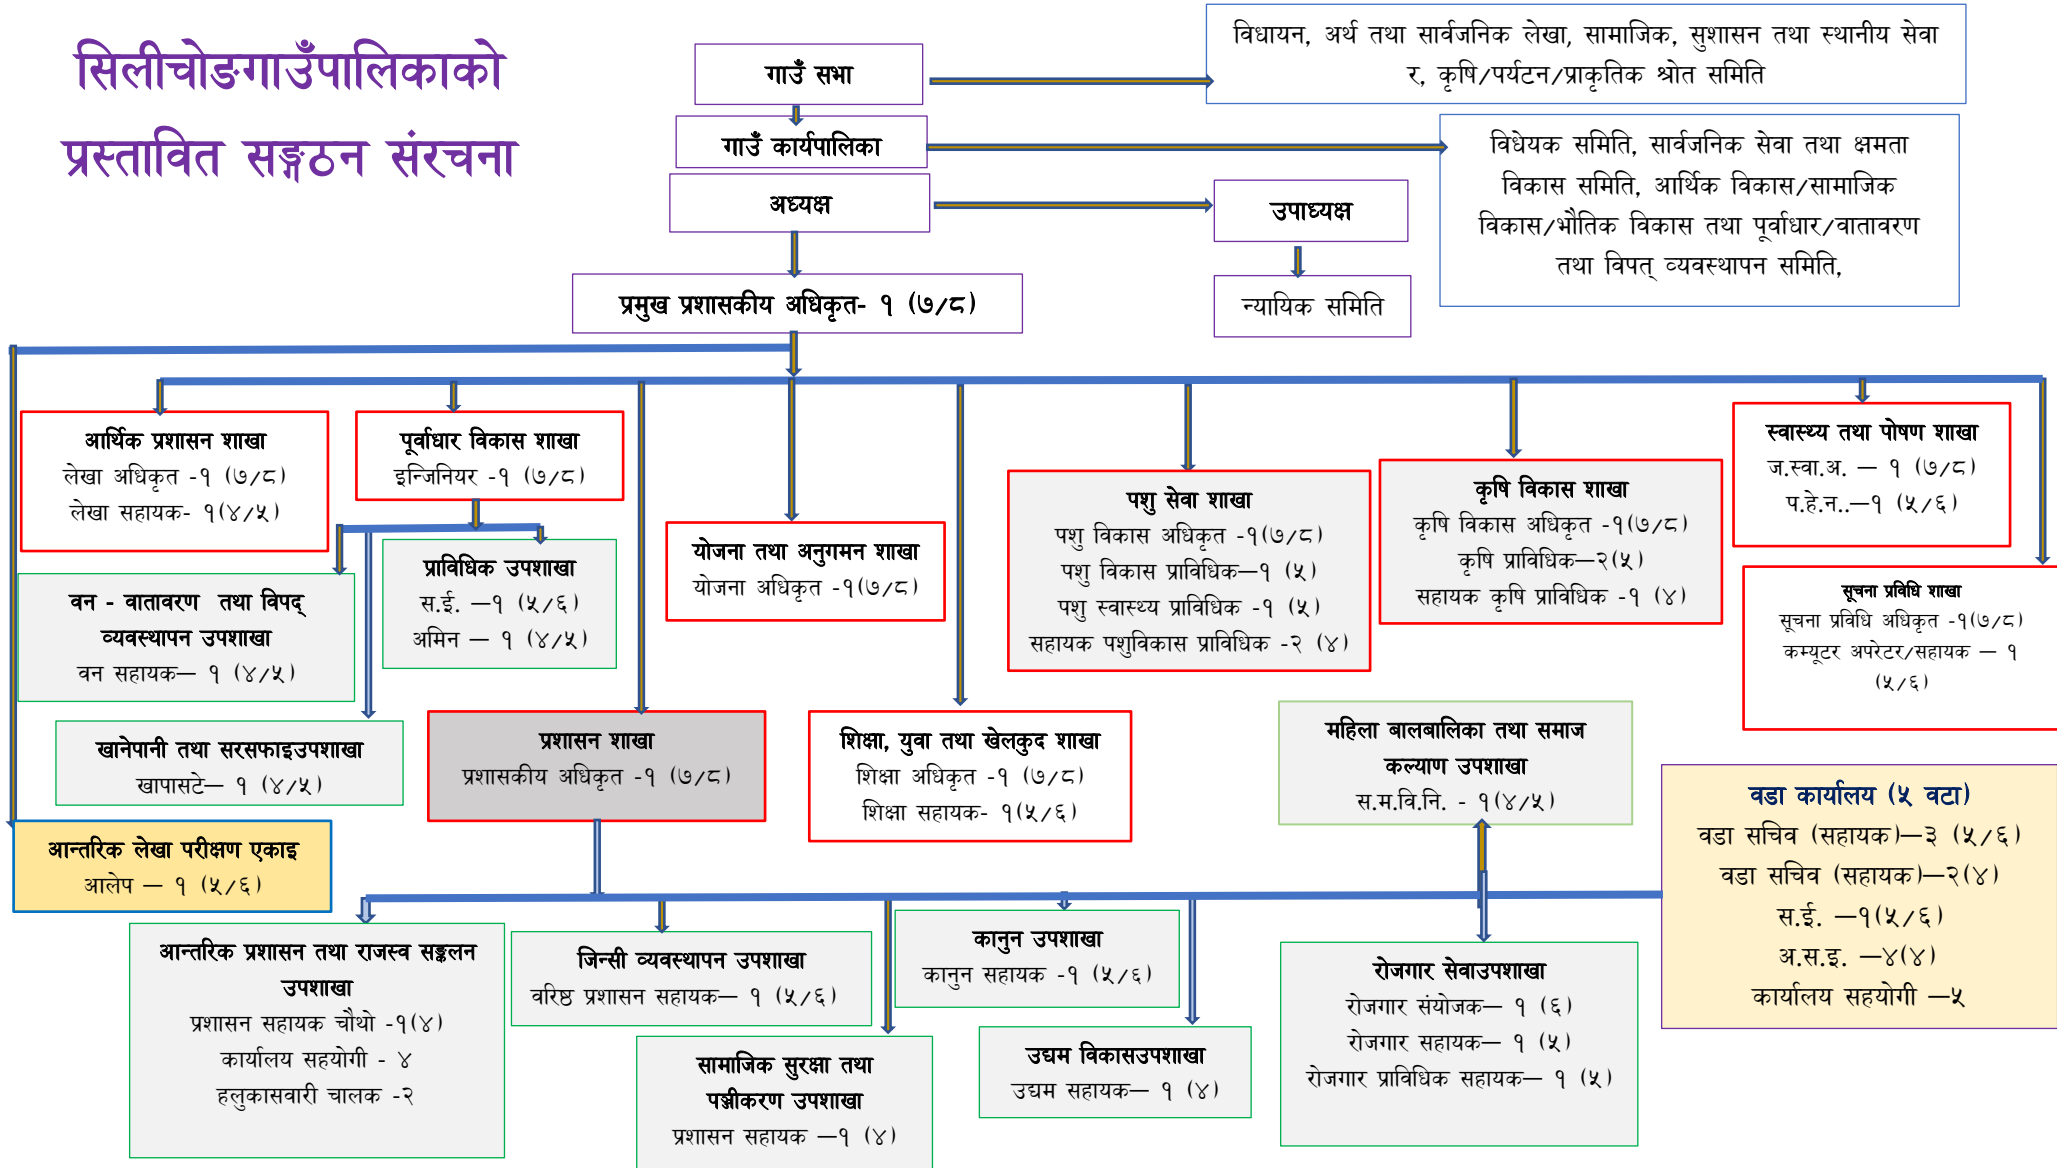 सिलीचोङगाउँपालिकाको
प्रस्तावित सङ्गठन संरचना
गाउँ सभा
विधायन, अर्थ तथा सार्वजनिक लेखा, सामाजिक, सुशासन तथा स्थानीय सेवा
र, कृषि/पर्यटन/प्राकृतिक श्रोत समिति
गाउँ कार्यपालिका
विधेयक समिति, सार्वजनिक सेवा तथा क्षमता
विकास समिति, आर्थिक विकास/सामाजिक
विकास/भौतिक विकास तथा पूर्वाधार/वातावरण
तथा विपत् व्यवस्थापन समिति,
अध्यक्ष
उपाध्यक्ष
न्यायिक समिति
प्रमुख प्रशासकीय अधिकृत- १ (७/८)
आर्थिक प्रशासन शाखा
लेखा अधिकृत -१ (७/८)
लेखा सहायक- १(४/५)
पूर्वाधार विकास शाखा
इन्जिनियर -१ (७/८)
योजना तथा अनुगमन शाखा
योजना अधिकृत -१(७/८)
पशु सेवा शाखा
पशु विकास अधिकृत -१(७/८)
पशु विकास प्राविधिक—१ (५)
पशु स्वास्थ्य प्राविधिक -१ (५)
सहायक पशुविकास प्राविधिक -२ (४)
कृषि विकास शाखा
कृषि विकास अधिकृत -१(७/८)
कृषि प्राविधिक—२(५)
सहायक कृषि प्राविधिक -१ (४)
स्वास्थ्य तथा पोषण शाखा
ज.स्वा.अ. — १ (७/८)
प.हे.न..—१ (५/६)
सूचना प्रविधि शाखा
सूचना प्रविधि अधिकृत -१(७/८)
कम्यूटर अपरेटर/सहायक — १
(५/६)
वन - वातावरण तथा विपद्
व्यवस्थापन उपशाखा
वन सहायक— १ (४/५)
प्राविधिक उपशाखा
स.ई. —१ (५/६)
अमिन — १ (४/५)
खानेपानी तथा सरसफाइउपशाखा
खापासटे— १ (४/५)
प्रशासन शाखा
प्रशासकीय अधिकृत -१ (७/८)
शिक्षा, युवा तथा खेलकुद शाखा
शिक्षा अधिकृत -१ (७/८)
शिक्षा सहायक- १(५/६)
महिला बालबालिका तथा समाज
कल्याण उपशाखा
स.म.वि.नि. - १(४/५)
वडा कार्यालय (५ वटा)
वडा सचिव (सहायक)—३ (५/६)
वडा सचिव (सहायक)—२(४)
स.ई. —१(५/६)
अ.स.इ. —४(४)
कार्यालय सहयोगी —५
आन्तरिक लेखा परीक्षण एकाइ
आलेप — १ (५/६)
आन्तरिक प्रशासन तथा राजस्व सङ्कलन
उपशाखा
प्रशासन सहायक चौथो -१(४)
कार्यालय सहयोगी - ४
हलुकासवारी चालक -२
जिन्सी व्यवस्थापन उपशाखा
वरिष्ठ प्रशासन सहायक— १ (५/६)
सामाजिक सुरक्षा तथा
पञ्जीकरण उपशाखा
प्रशासन सहायक —१ (४)
कानुन उपशाखा
कानुन सहायक -१ (५/६)
उद्यम विकासउपशाखा
उद्यम सहायक— १ (४)
रोजगार सेवाउपशाखा
रोजगार संयोजक— १ (६)
रोजगार सहायक— १ (५)
रोजगार प्राविधिक सहायक— १ (५)